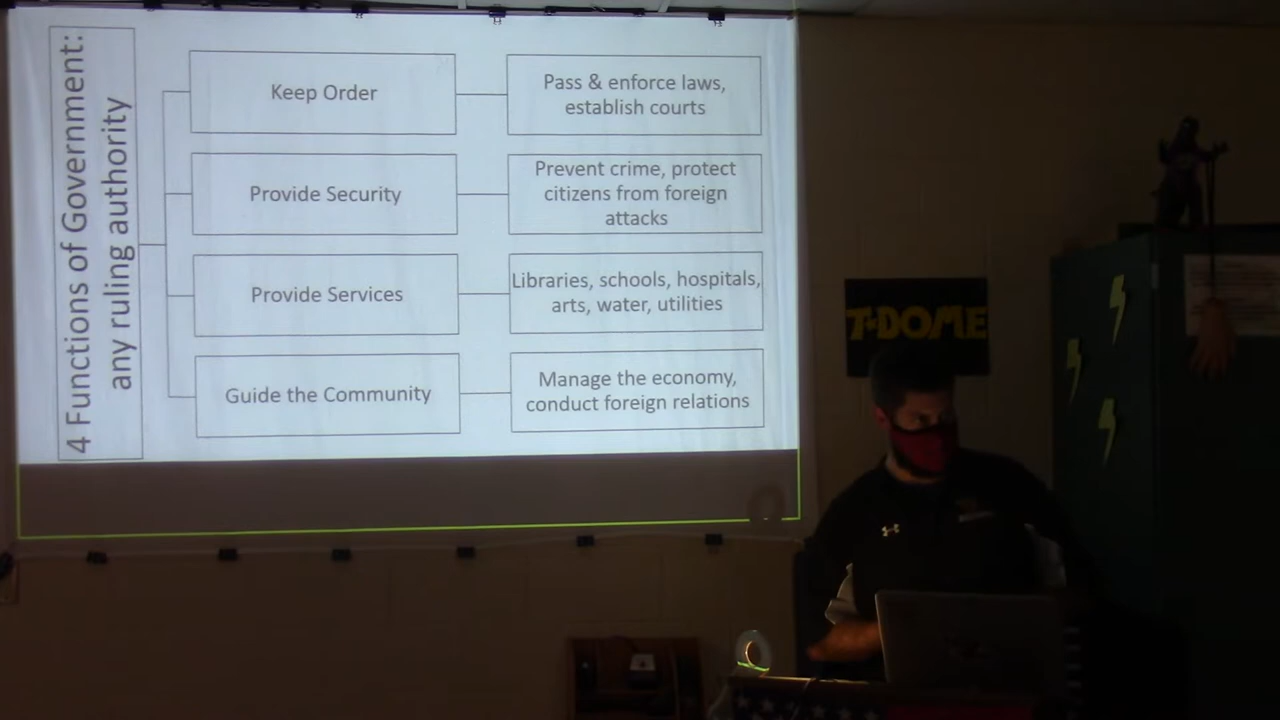 4 Functions of Government:
any ruling authority
Keep Order
Pass & enforce laws,
establish courts
Provide Security
Prevent crime, protect
citizens from foreign
attacks
Provide Services
Libraries, schools, hospitals,
arts, water, utilities
Guide the Community
Manage the economy,
conduct foreign relations
T-DOME